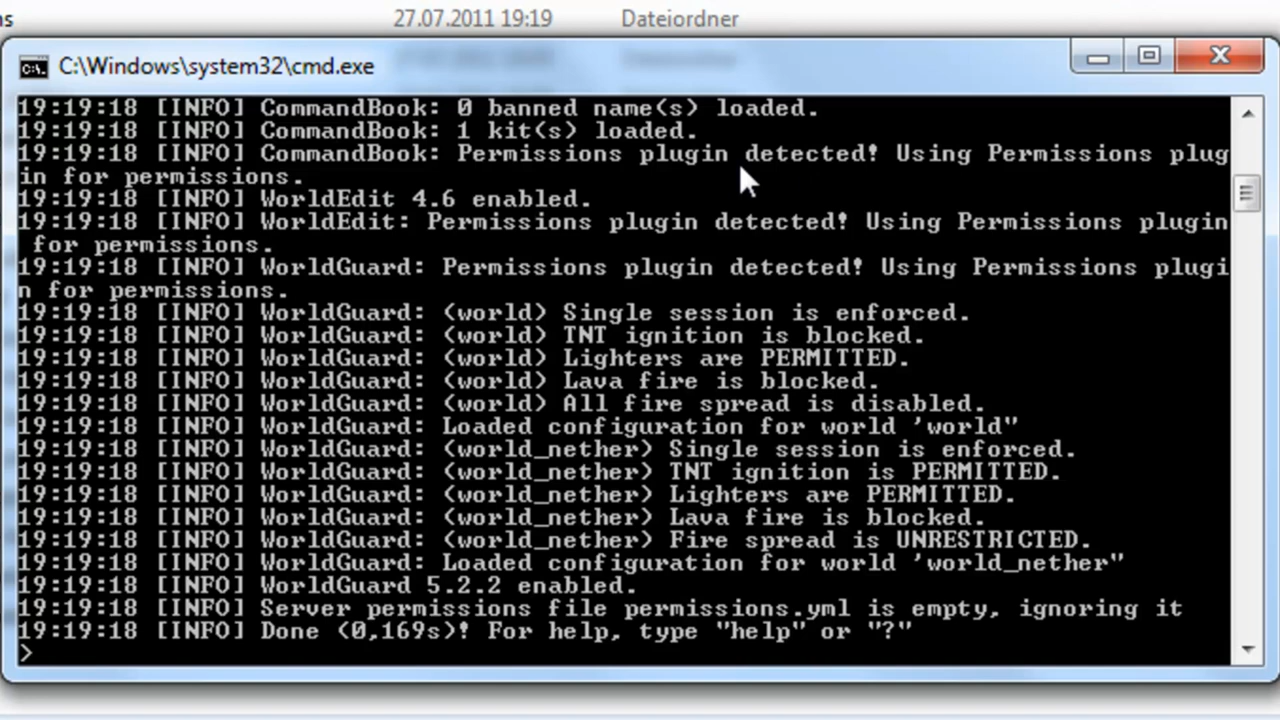 ns 27.07.2011 19:19 Dateiordner
C:\Windows\system32\cmd.exe
19:19:18 [INFO] CommandBook: 0 banned name(s) loaded.
19:19:18 [INFO] CommandBook: 1 kit(s) loaded.
19:19:18 [INFO] CommandBook: Permissions plugin detected! Using Permissions plug
in for permissions.
19:19:18 [INFO] WorldEdit 4.6 enabled.
19:19:18 [INFO] WorldEdit: Permissions plugin detected! Using Permissions plugin
for permissions.
19:19:18 [INFO] WorldGuard: Permissions plugin detected! Using Permissions plugi
n for permissions.
19:19:18 [INFO] WorldGuard: (world) Single session is enforced.
19:19:18 [INFO] WorldGuard: (world) TNT ignition is blocked.
19:19:18 [INFO] WorldGuard: (world) Lighters are PERMITTED.
19:19:18 [INFO] WorldGuard: (world) Lava fire is blocked.
19:19:18 [INFO] WorldGuard: (world) All fire spread is disabled.
19:19:18 [INFO] WorldGuard: Loaded configuration for world 'world"
19:19:18 [INFO] WorldGuard: (world_nether) Single session is enforced.
19:19:18 [INFO] WorldGuard: (world_nether) TNT ignition is PERMITTED.
19:19:18 [INFO] WorldGuard: (world_nether) Lighters are PERMITTED.
19:19:18 [INFO] WorldGuard: (world_nether) Lava fire is blocked.
19:19:18 [INFO] WorldGuard: (world_nether) Fire spread is UNRESTRICTED.
19:19:18 [INFO] WorldGuard: Loaded configuration for world 'world_nether"
19:19:18 [INFO] WorldGuard 5.2.2 enabled.
19:19:18 [INFO] Server permissions file permissions.yml is empty, ignoring it
19:19:18 [INFO] Done (0,169s)! For help, type "help" or "?"
>